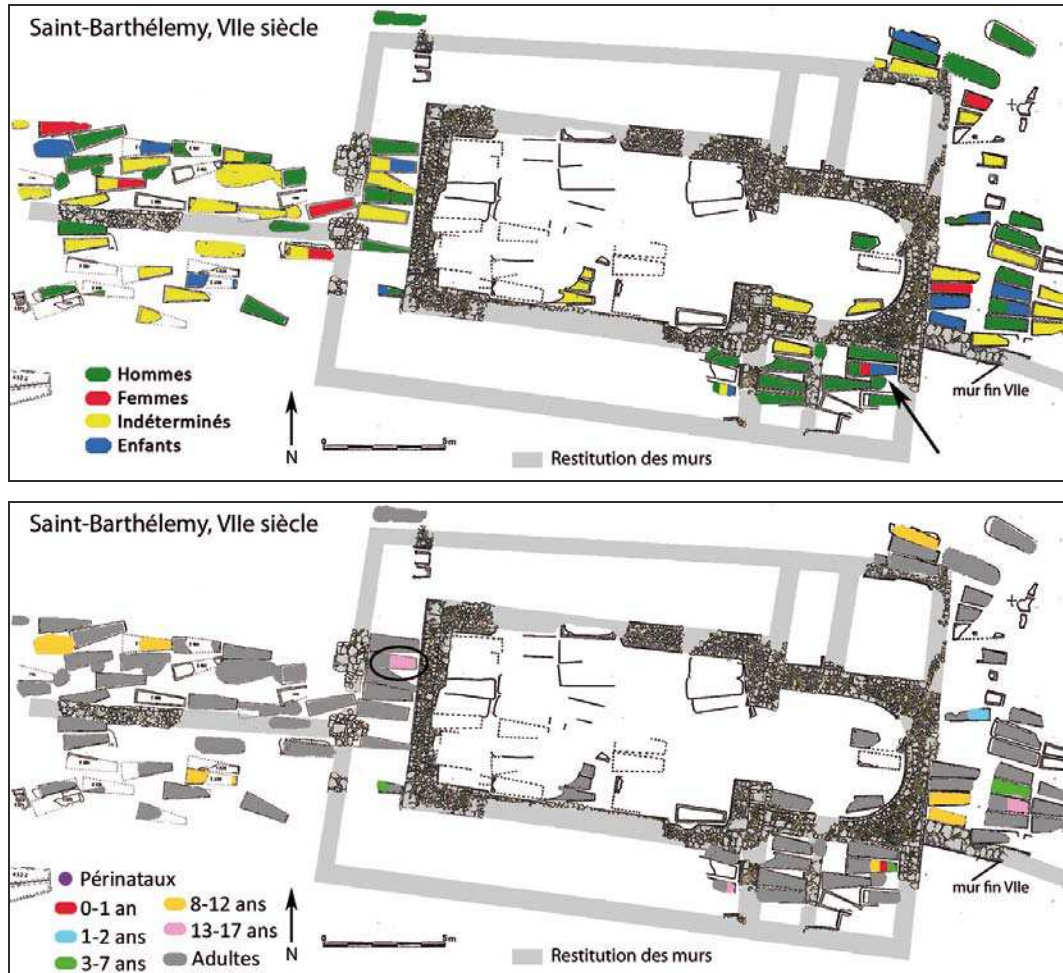 Saint-Barthélemy, VIIe siècle
Hommes
Femmes
Indéterminés
Enfants
N
0
5m
Restitution des murs
mur fin VIIe
Saint-Barthélemy, VIIe siècle
Périnataux
0-1 an
1-2 ans
3-7 ans
8-12 ans
13-17 ans
Adultes
N
0
5m
Restitution des murs
mur fin VIIe